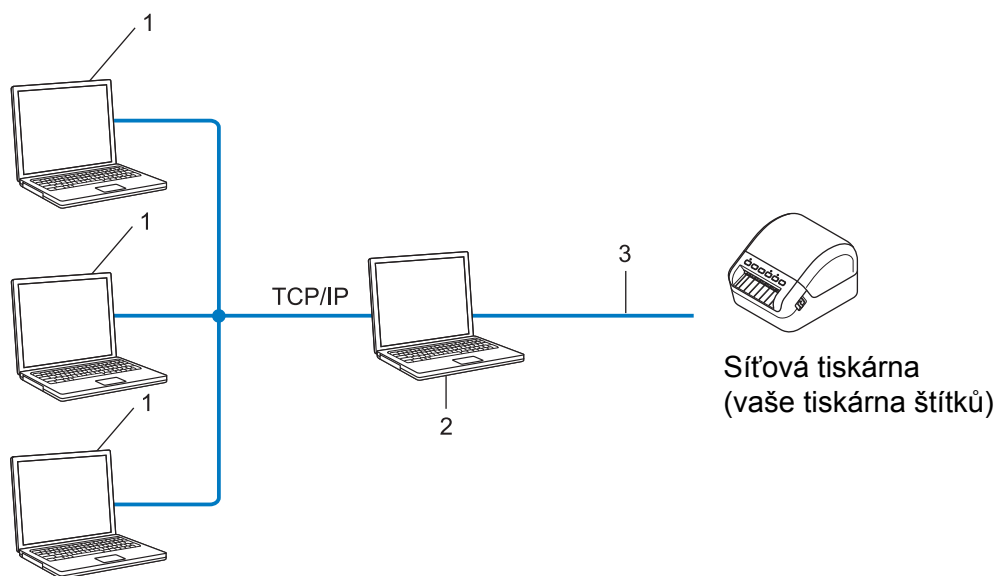 1
1
3
TCP/IP
Síťová tiskárna
(vaše tiskárna štítků)
1
2